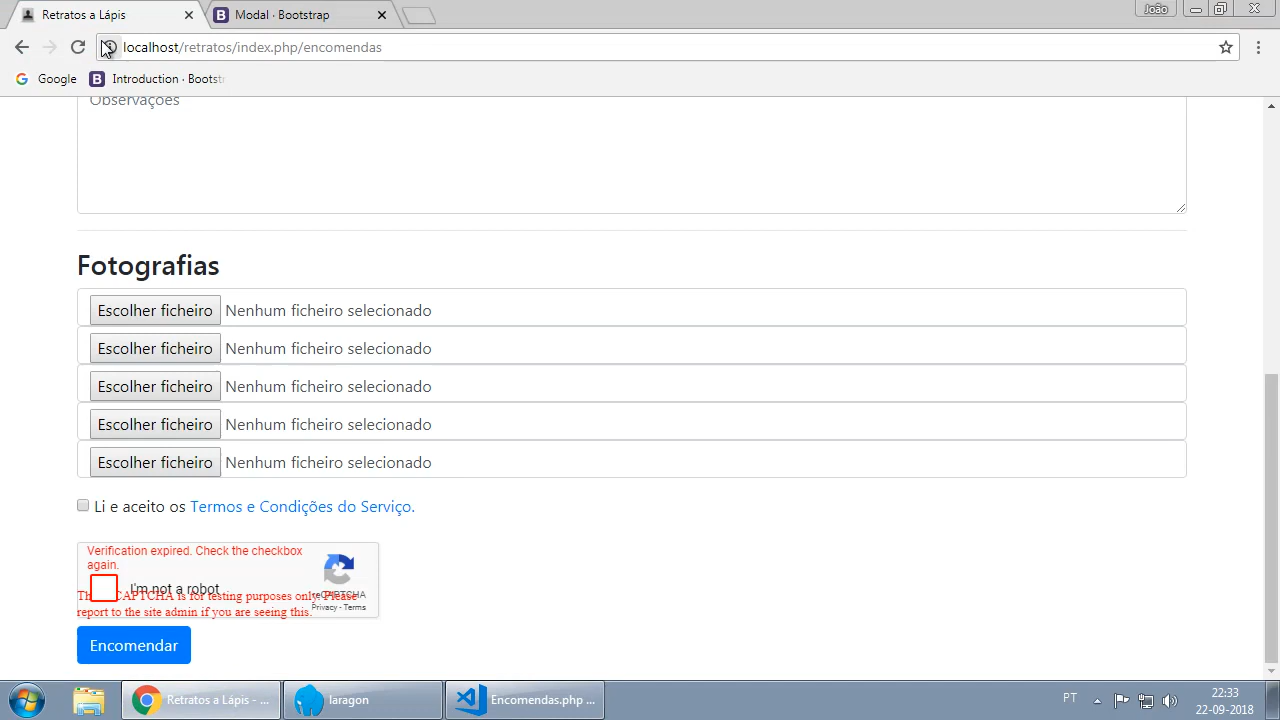 Retratos a Lápis
Modal · Bootstrap
João
localhost/retratos/index.php/encomendas
Google
Introduction · Bootst
Observações
Fotografias
Escolher ficheiro Nenhum ficheiro selecionado
Escolher ficheiro Nenhum ficheiro selecionado
Escolher ficheiro Nenhum ficheiro selecionado
Escolher ficheiro Nenhum ficheiro selecionado
Escolher ficheiro Nenhum ficheiro selecionado
Li e aceito os Termos e Condições do Serviço.
Verification expired. Check the checkbox
again.
I'm not a robot
reCAPTCHA is for testing purposes only. Please
report to the site admin if you are seeing this.
reCAPTCHA
Privacy - Terms
Encomendar
Retratos a Lápis - ...
laragon
Encomendas.php ...
PT
22:33
22-09-2018